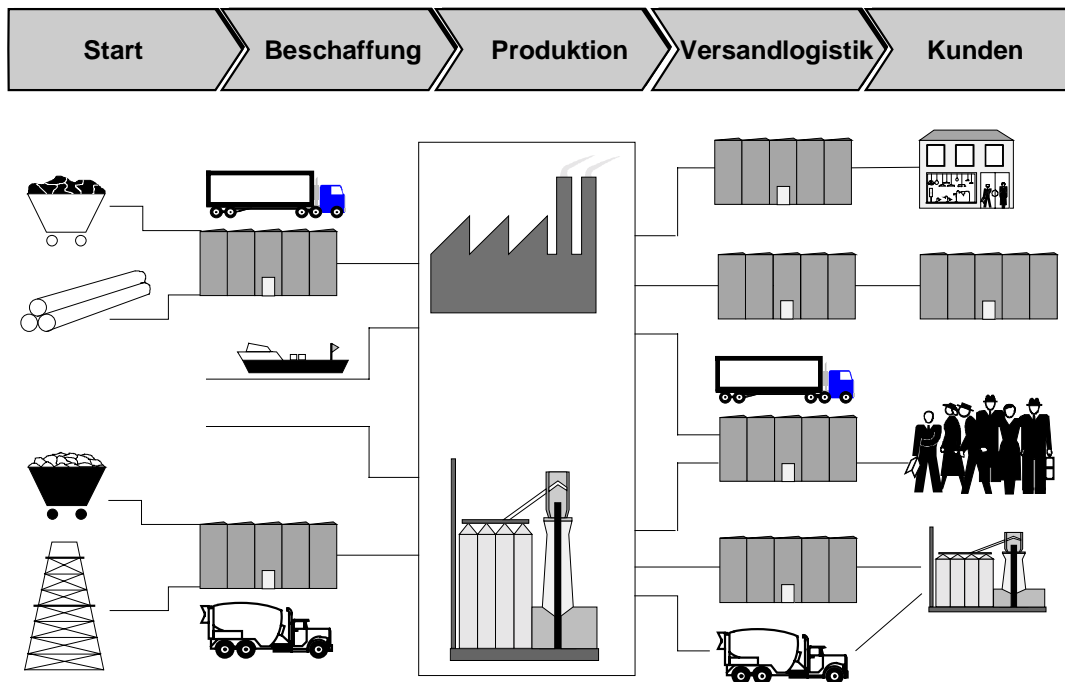 Start
Beschaffung
Produktion
Versandlogistik
Kunden